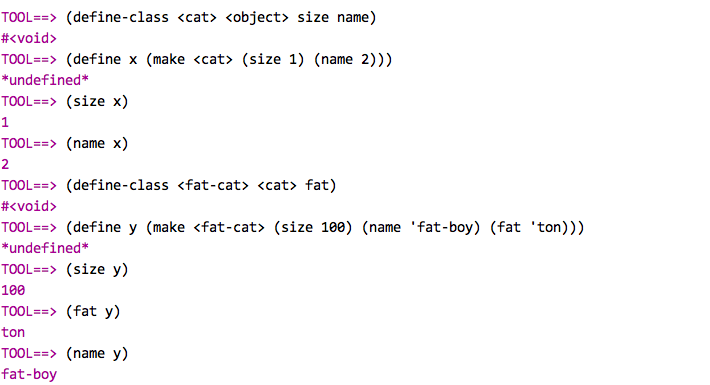 TOOL==> (define-class <cat> <object> size name)
#<void>
TOOL==> (define x (make <cat> (size 1) (name 2)))
*undefined*
TOOL==> (size x)
1
TOOL==> (name x)
2
TOOL==> (define-class <fat-cat> <cat> fat)
#<void>
TOOL==> (define y (make <fat-cat> (size 100) (name 'fat-boy) (fat 'ton)))
*undefined*
TOOL==> (size y)
100
TOOL==> (fat y)
ton
TOOL==> (name y)
fat-boy